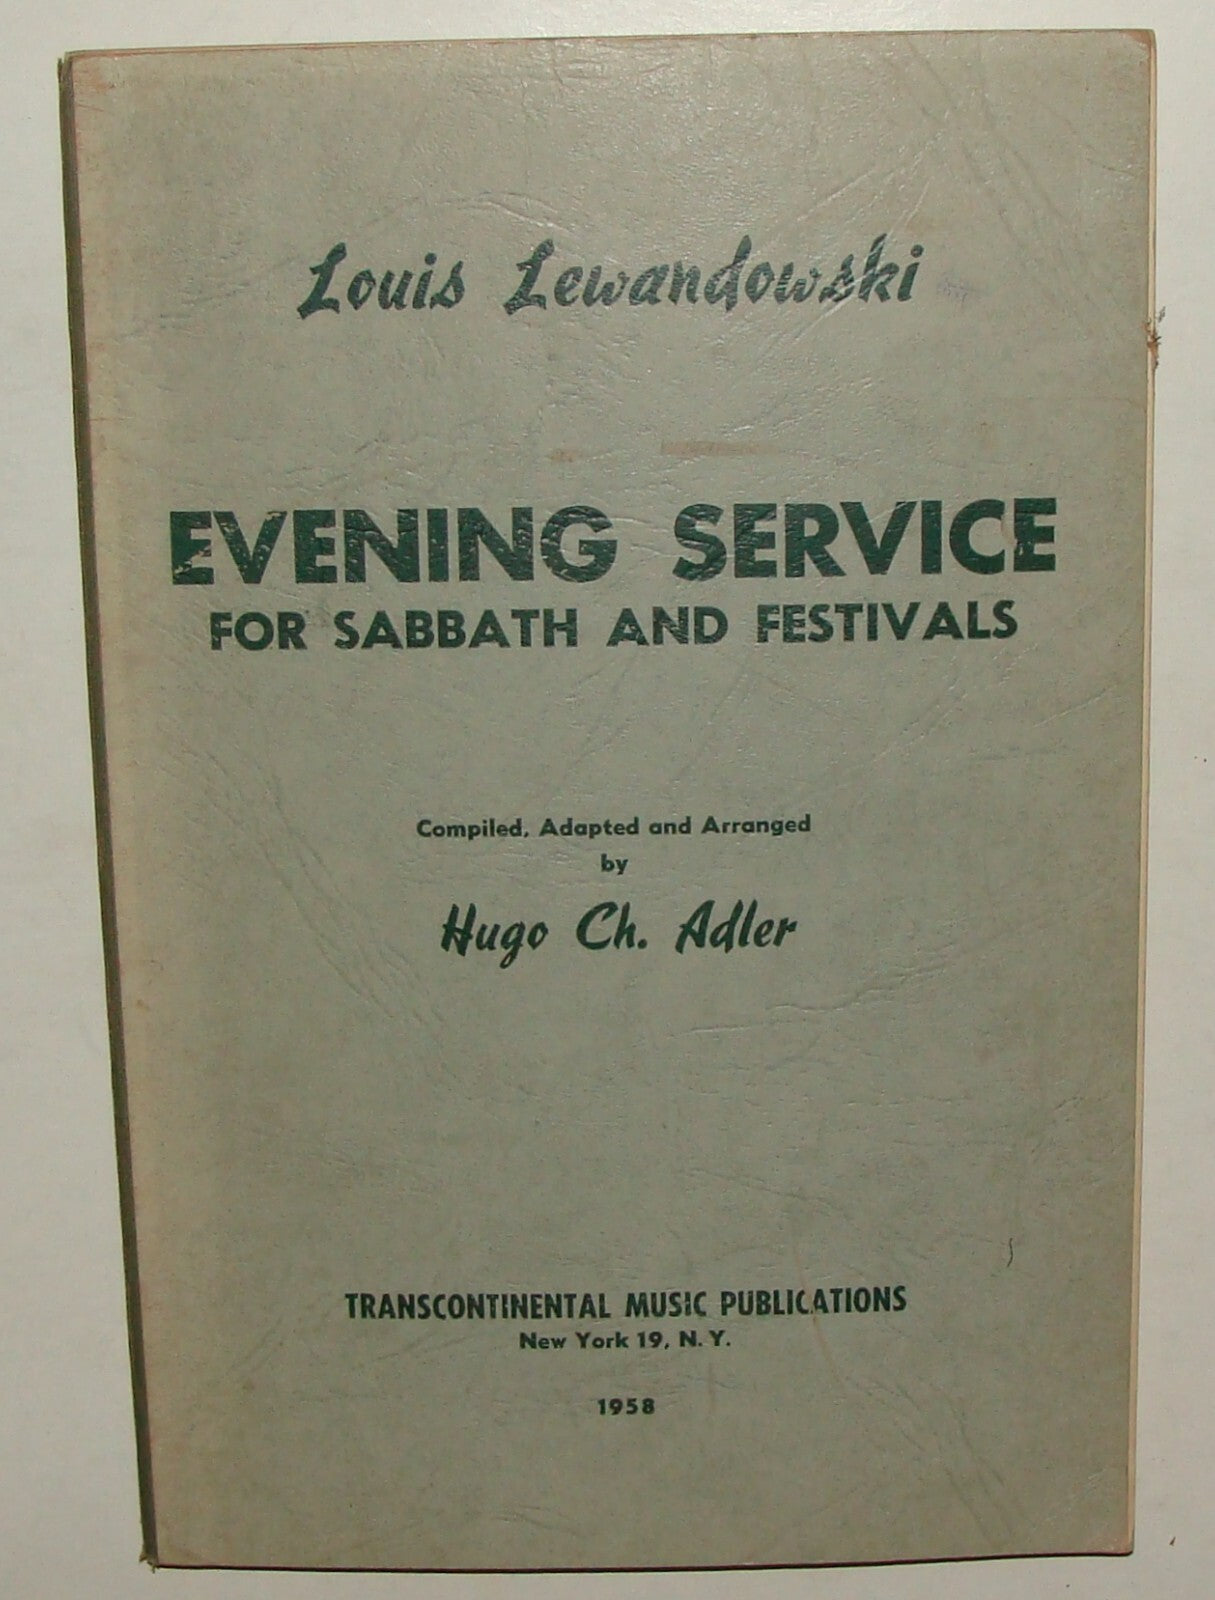 Louis Lewandowski
EVENING SERVICE
FOR SABBATH AND FESTIVALS
Compiled, Adapted and Arranged
by
Hugo Ch. Adler
TRANSCONTINENTAL MUSIC PUBLICATIONS
New York 19, N. Y.
1958